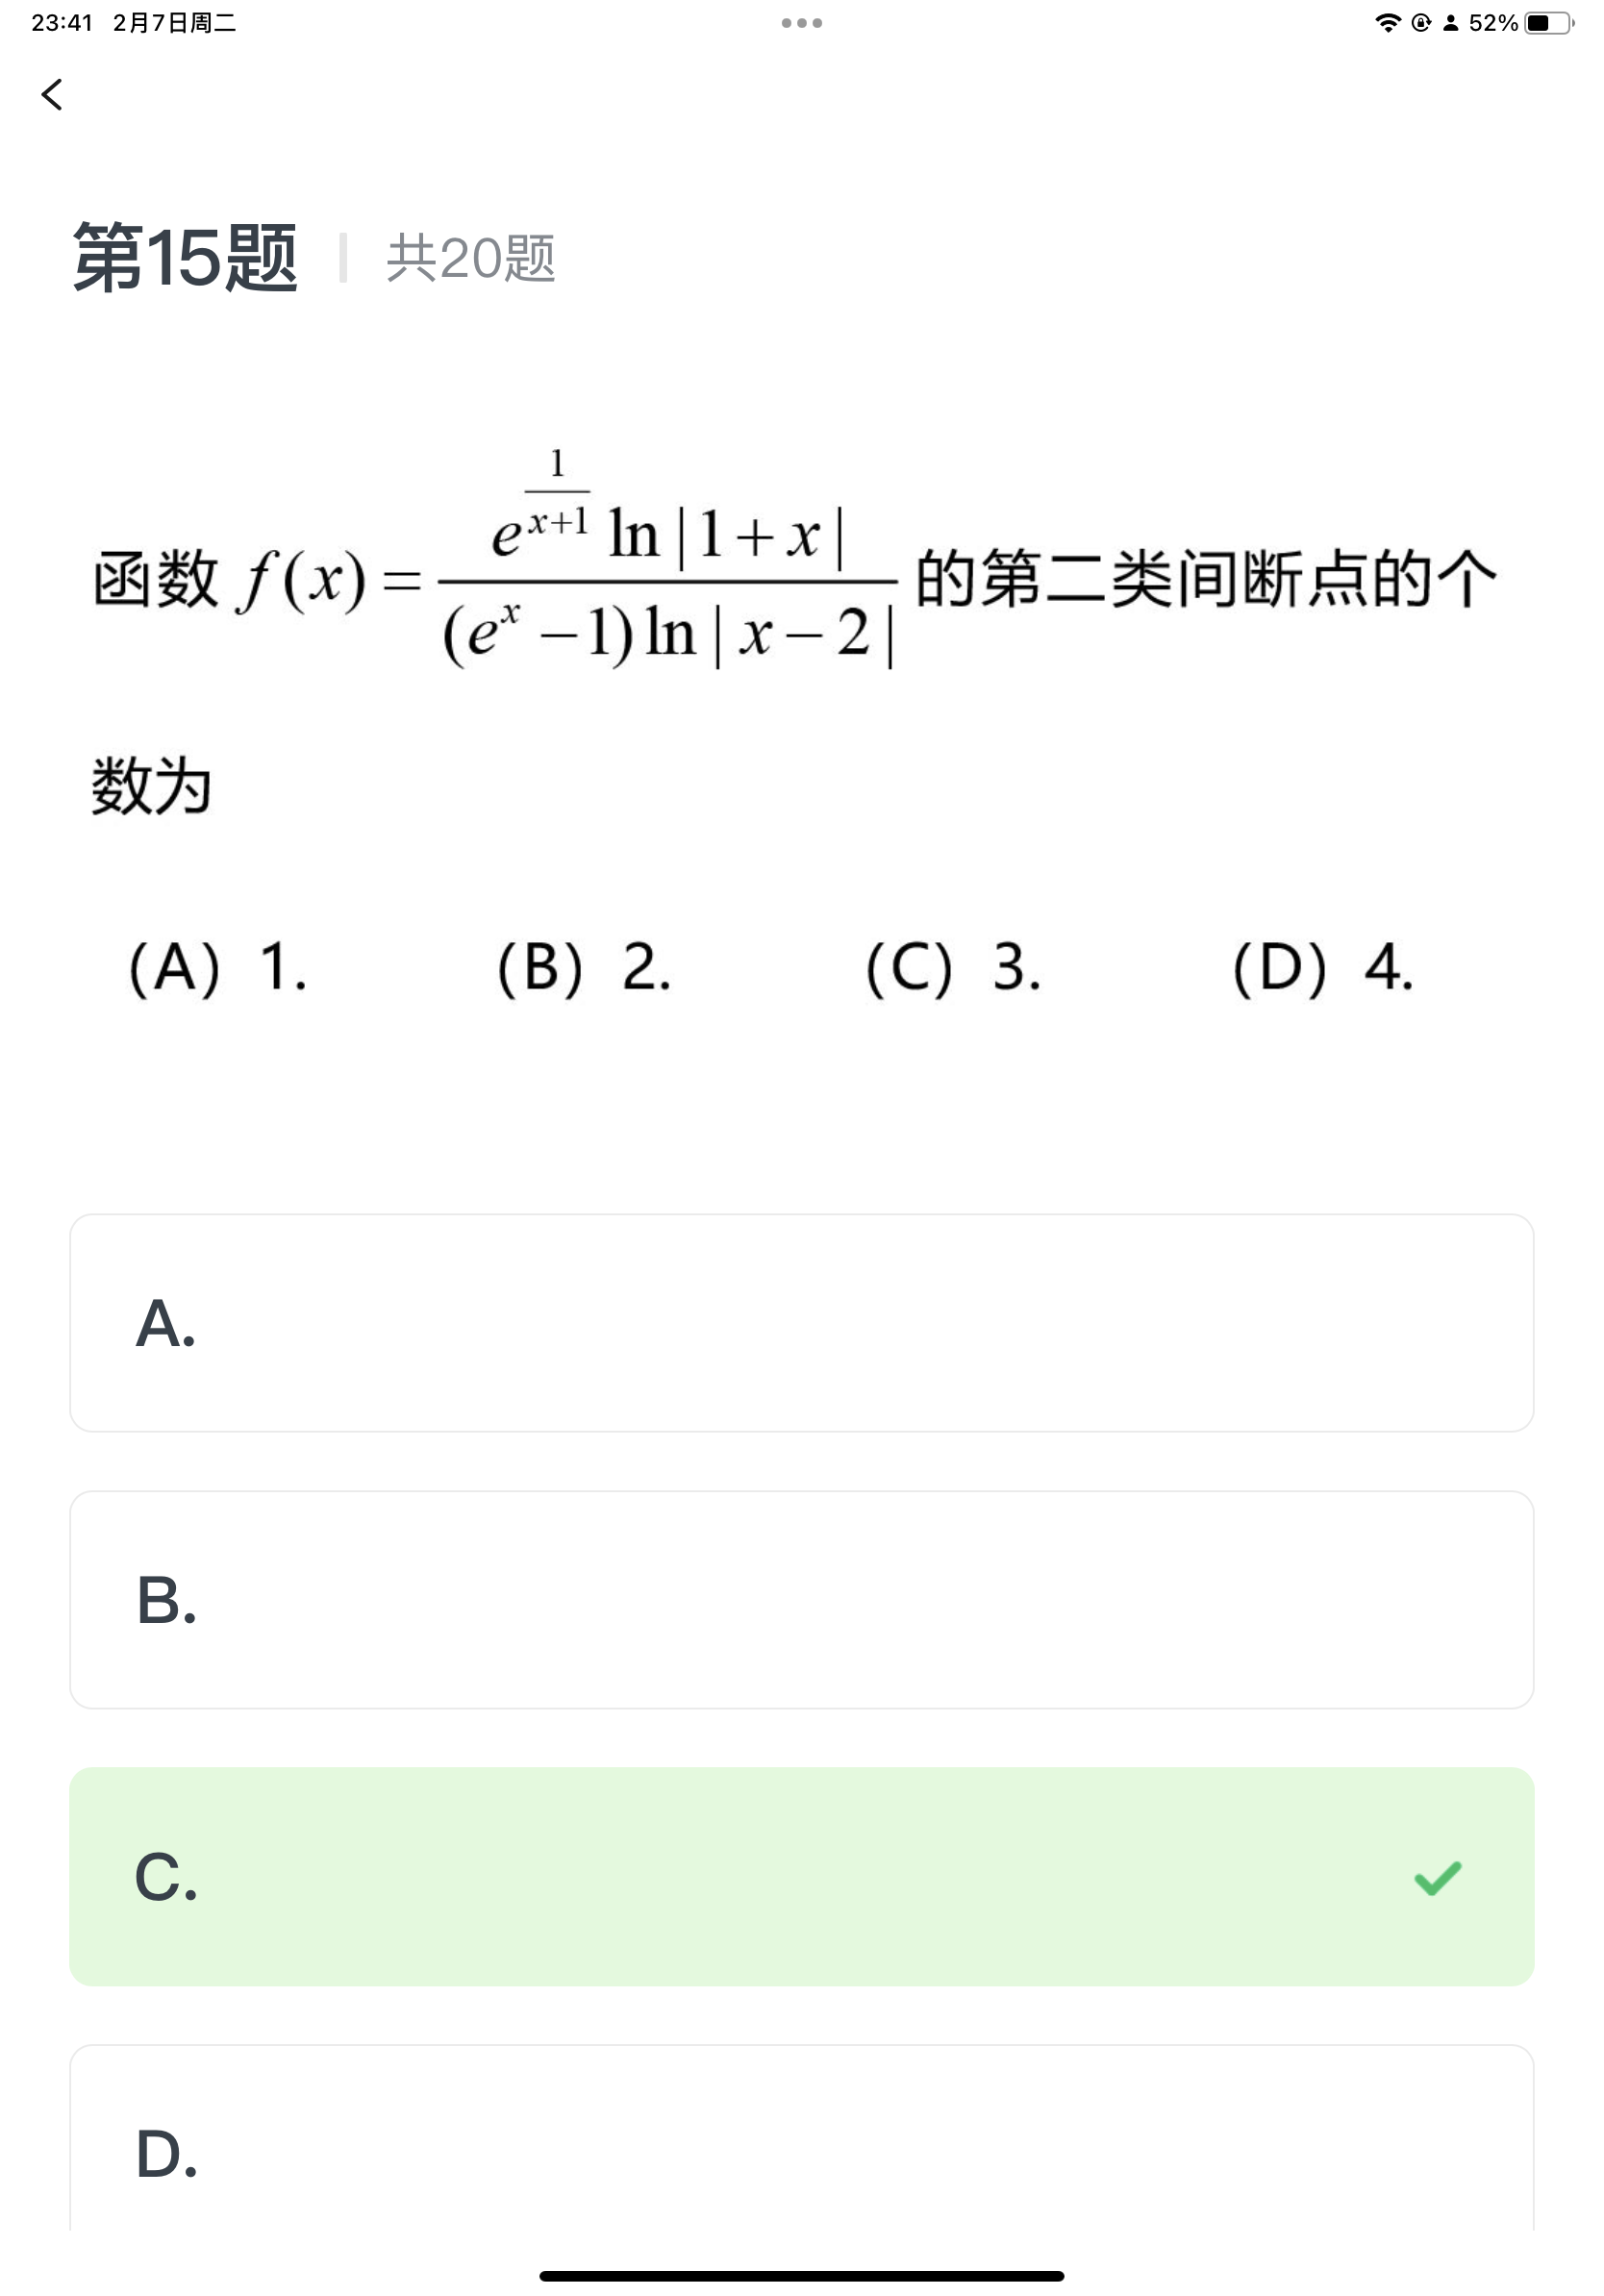 23:41 2月7日周二
52%
第15题 共20题
函数 $f(x)=\frac{e^{\frac{1}{x+1}}\ln|1+x|}{(e^x-1)\ln|x-2|}$ 的第二类间断点的个
数为
(A) 1. (B) 2. (C) 3. (D) 4.
A.
B.
C.
D.